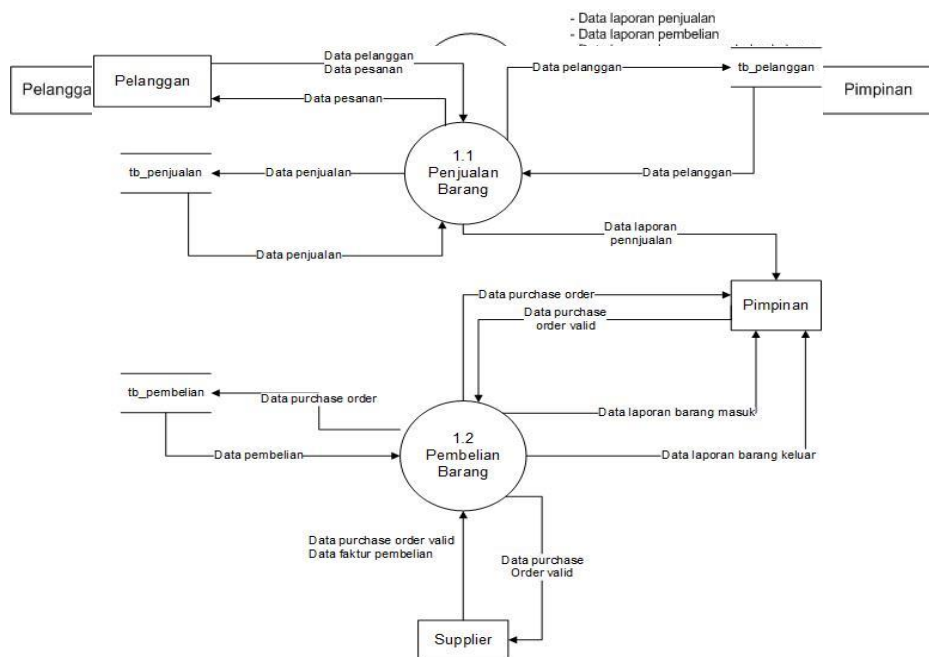 - Data laporan penjualan
- Data laporan pembelian
Pelangga
Pelanggan
Data pelanggan
Data pesanan
Data pesanan
Data pelanggan
tb_pelanggan
Pimpinan
1.1
Penjualan
Barang
tb_penjualan
Data penjualan
Data pelanggan
Data penjualan
Data laporan
pennjualan
Data purchase order
Pimpinan
Data purchase
order valid
tb_pembelian
Data purchase order
Data laporan barang masuk
1.2
Pembelian
Barang
Data pembelian
Data laporan barang keluar
Data purchase order valid
Data faktur pembelian
Data purchase
Order valid
Supplier